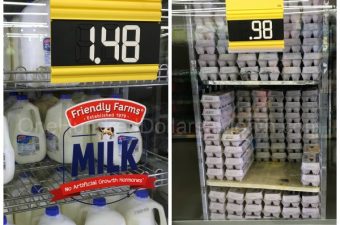 1.48
.98
Friendly Farms®
Established 1979
MILK
No Artificial Growth Hormones*